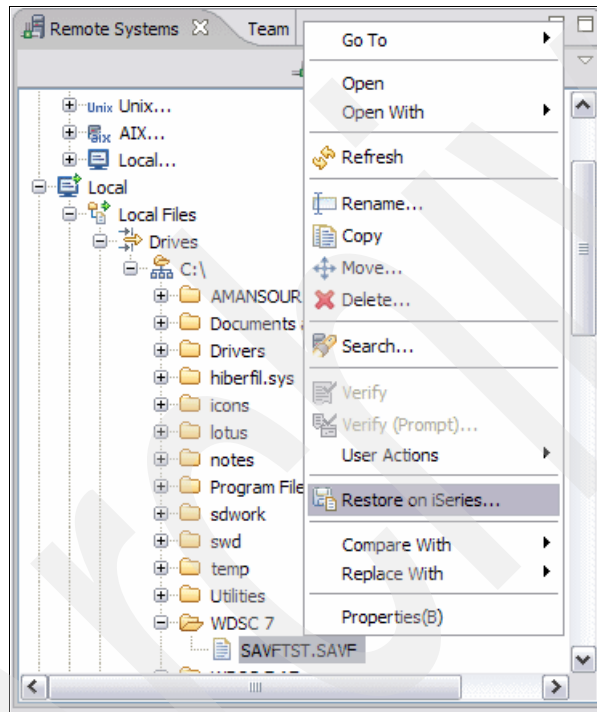 Remote Systems
Team
Unix Unix...
aix AIX...
Local...
Local
Local Files
Drives
C:\
AMANSOUR
Documents
Drivers
hiberfil.sys
icons
lotus
notes
Program File
sdwork
swd
temp
Utilities
WDSC 7
SAVFTST.SAVF
Go To
Open
Open With
Refresh
Rename...
Copy
Move...
Delete...
Search...
Verify
Verify (Prompt)...
User Actions
Restore on iSeries...
Compare With
Replace With
Properties(B)